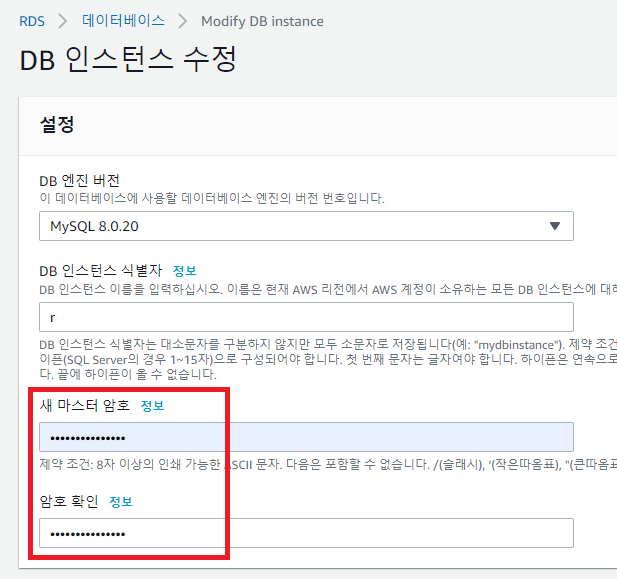 RDS > 데이터베이스 > Modify DB instance
DB 인스턴스 수정
설정
DB 엔진 버전
이 데이터베이스에 사용할 데이터베이스 엔진의 버전 번호입니다.
MySQL 8.0.20
DB 인스턴스 식별자 정보
DB 인스턴스 이름을 입력하십시오. 이름은 현재 AWS 리전에서 AWS 계정이 소유하는 모든 DB 인스턴스에 대해
r
DB 인스턴스 식별자는 대소문자를 구분하지 않지만 모두 소문자로 저장됩니다(예: "mydbinstance"). 제약 조건
이픈(SQL Server의 경우 1~15자)으로 구성되어야 합니다. 첫 번째 문자는 글자여야 합니다. 하이픈은 연속으로
다. 끝에 하이픈이 올 수 없습니다.
새 마스터 암호 정보
•••••••••••••••
제약 조건: 8자 이상의 인쇄 가능한 ASCII 문자. 다음은 포함할 수 없습니다. /(슬래시), '(작은따옴표), "(큰따옴표
암호 확인 정보
•••••••••••••••